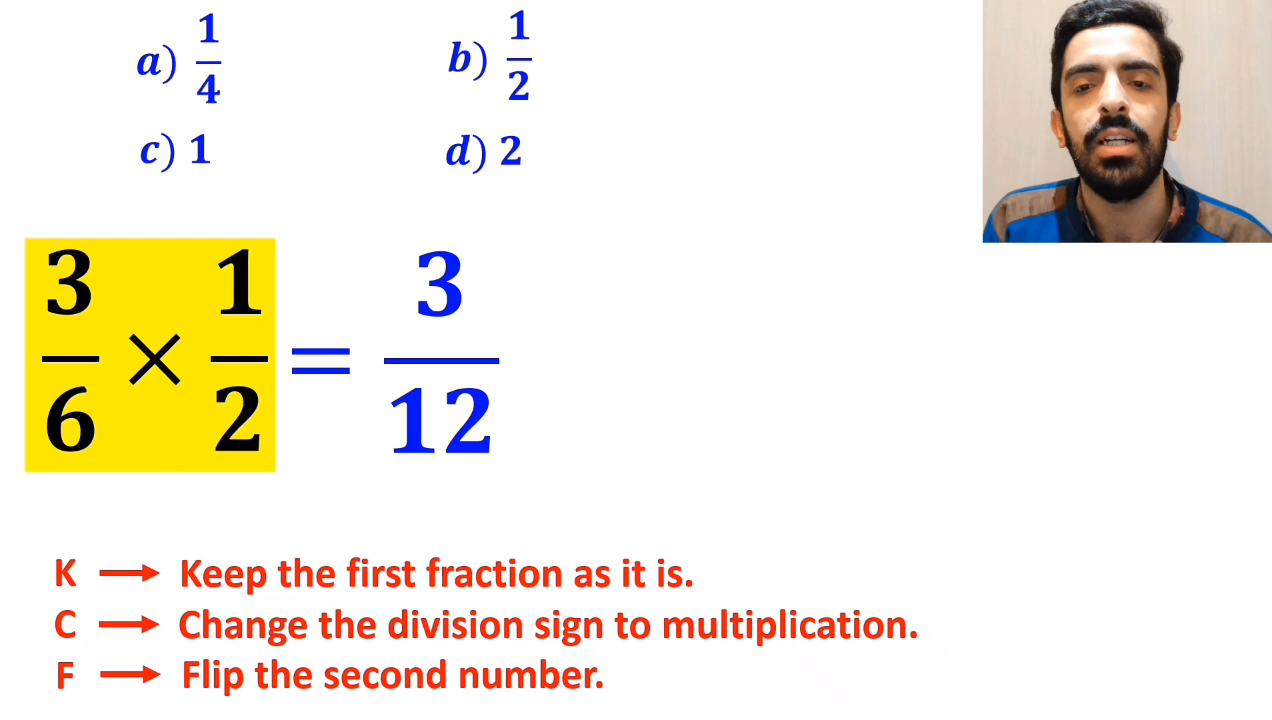 a) 1/4 b) 1/2
c) 1 d) 2
3/6 × 1/2 = 3/12
K → Keep the first fraction as it is.
C → Change the division sign to multiplication.
F → Flip the second number.